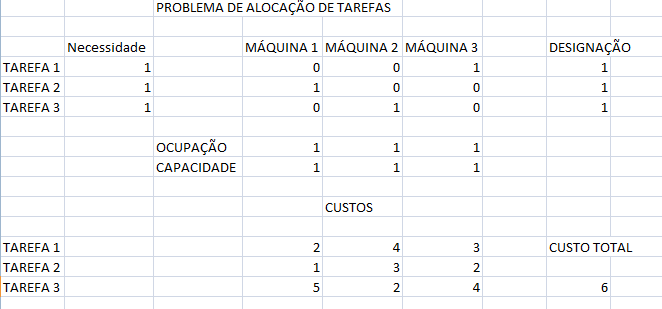 PROBLEMA DE ALOCAÇÃO DE TAREFAS
Necessidade MÁQUINA 1 MÁQUINA 2 MÁQUINA 3 DESIGNAÇÃO
TAREFA 1 1 0 0 1 1
TAREFA 2 1 1 0 0 1
TAREFA 3 1 0 1 0 1
OCUPAÇÃO 1 1 1
CAPACIDADE 1 1 1
CUSTOS
TAREFA 1 2 4 3 CUSTO TOTAL
TAREFA 2 1 3 2
TAREFA 3 5 2 4 6